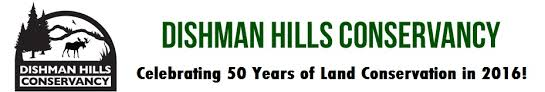 DISHMAN HILLS
CONSERVANCY
DISHMAN HILLS CONSERVANCY
Celebrating 50 Years of Land Conservation in 2016!